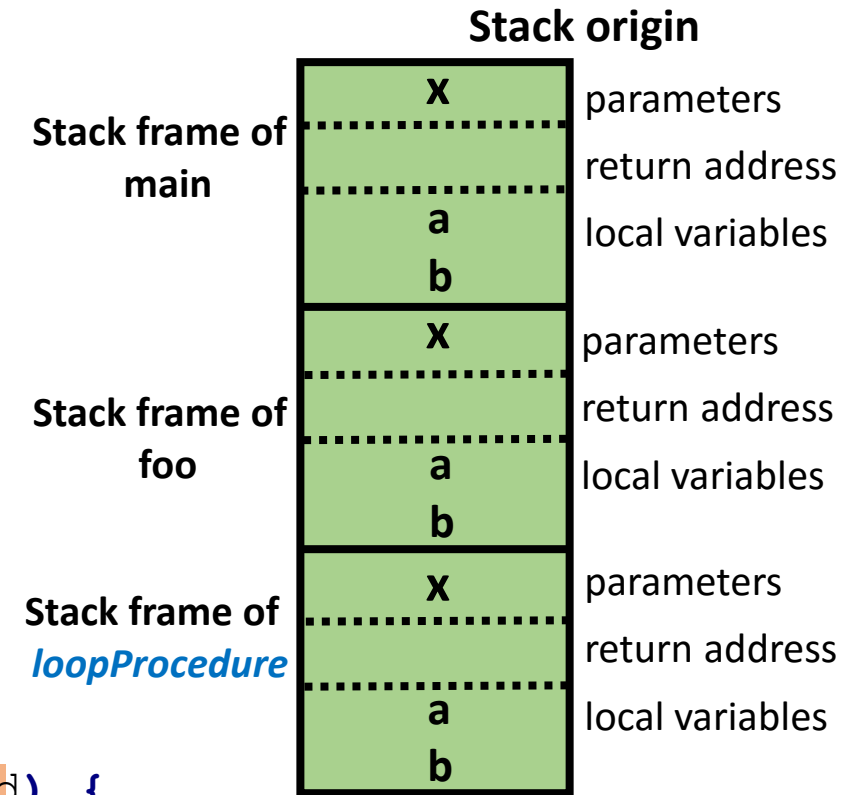 Stack origin
Stack frame of
main
x
parameters
return address
a
local variables
b
Stack frame of
foo
x
parameters
return address
a
local variables
b
Stack frame of
loopProcedure
x
parameters
return address
a
local variables
b
d) {